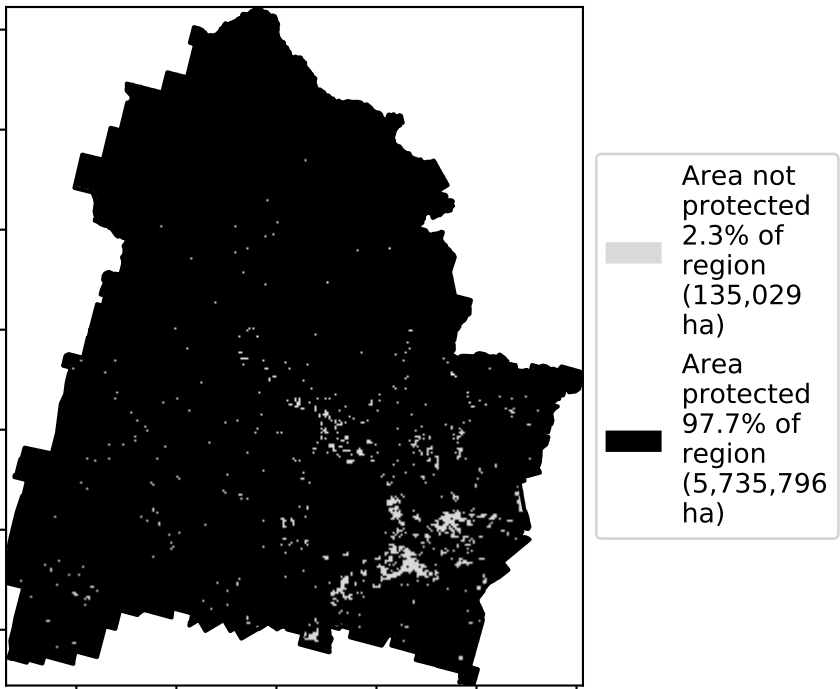 Area not
protected
2.3% of
region
(135,029
ha)
Area
protected
97.7% of
region
(5,735,796
ha)